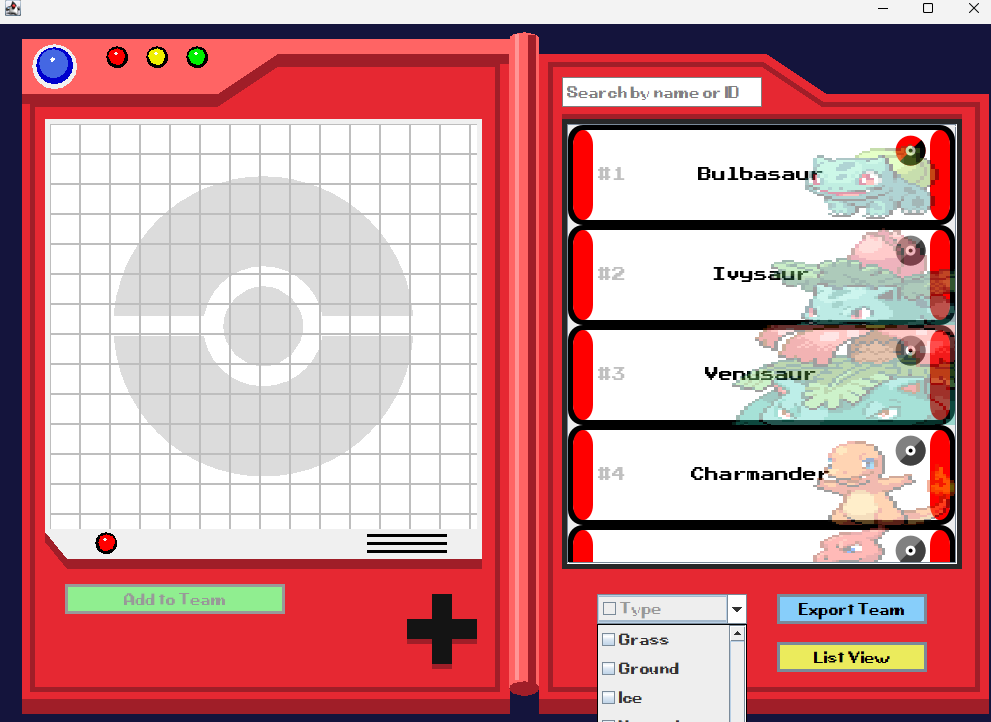 Search by name or ID
#1 Bulbasaur
#2 Ivysaur
#3 Venusaur
#4 Charmander
Add to Team
Type
Export Team
Grass
List View
Ground
Ice